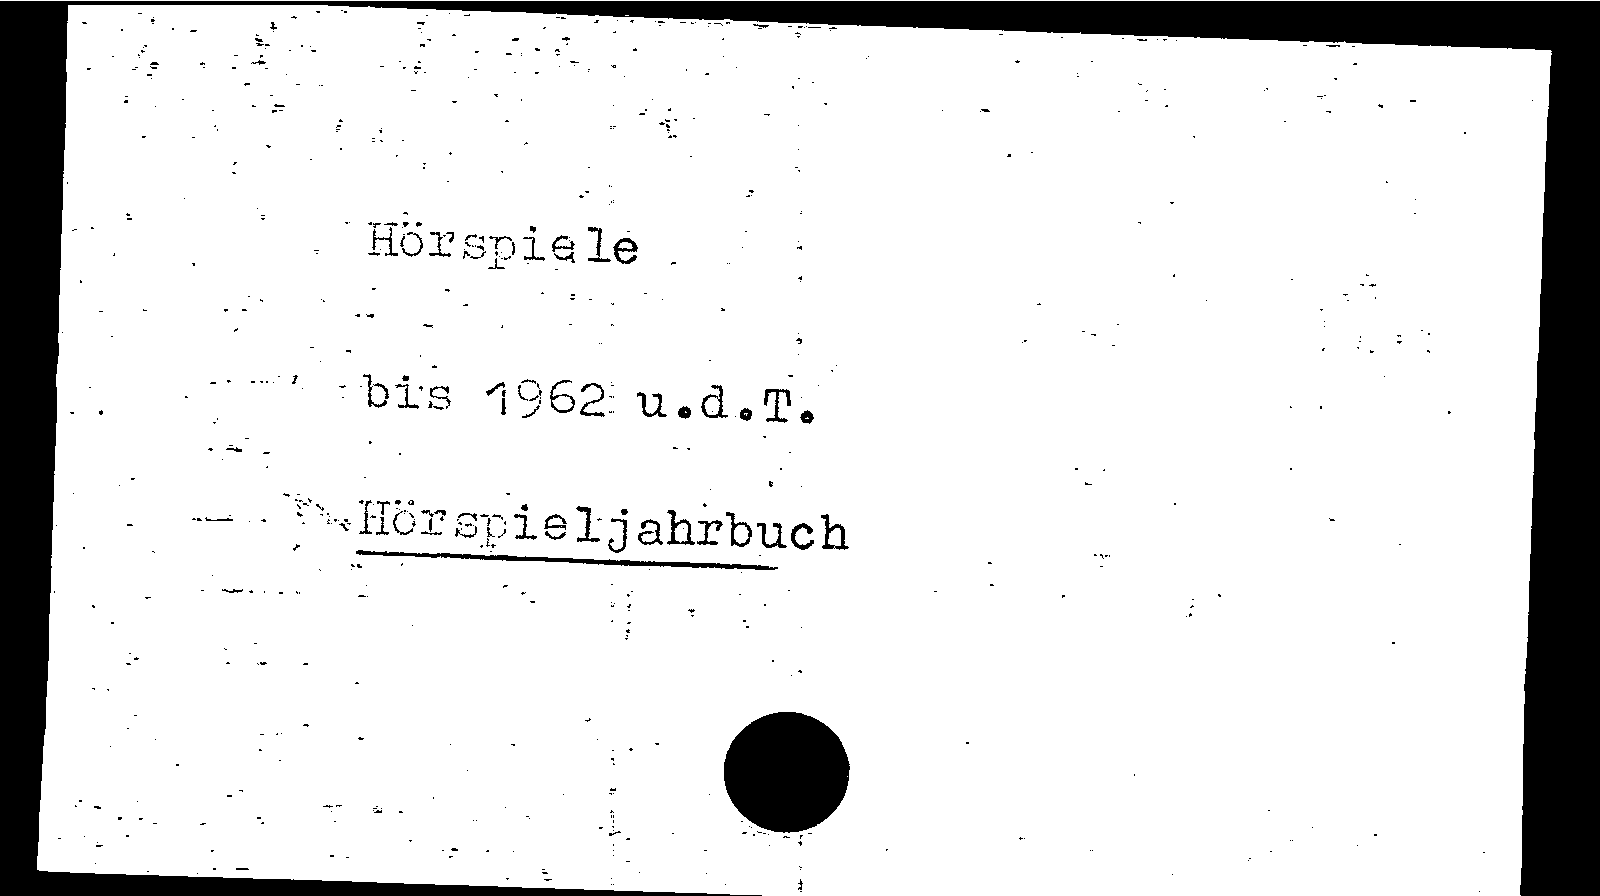 Hörspiele
bis 1962 u.d.T.
Hörspieljahrbuch